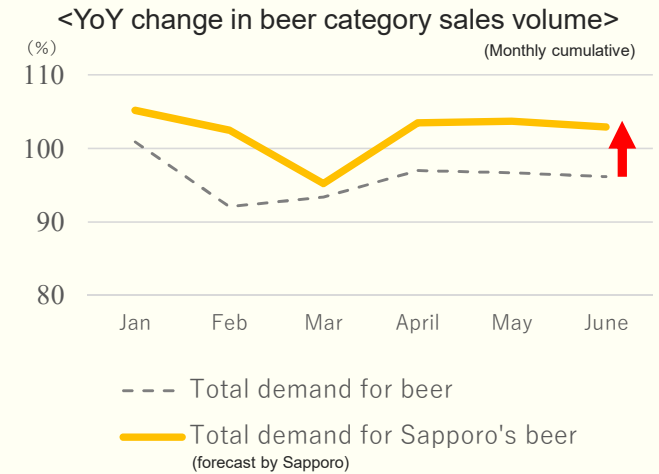 <YoY change in beer category sales volume>
(%)
(Monthly cumulative)
110
100
90
80
Jan Feb Mar April May June
Total demand for beer
Total demand for Sapporo's beer
(forecast by Sapporo)